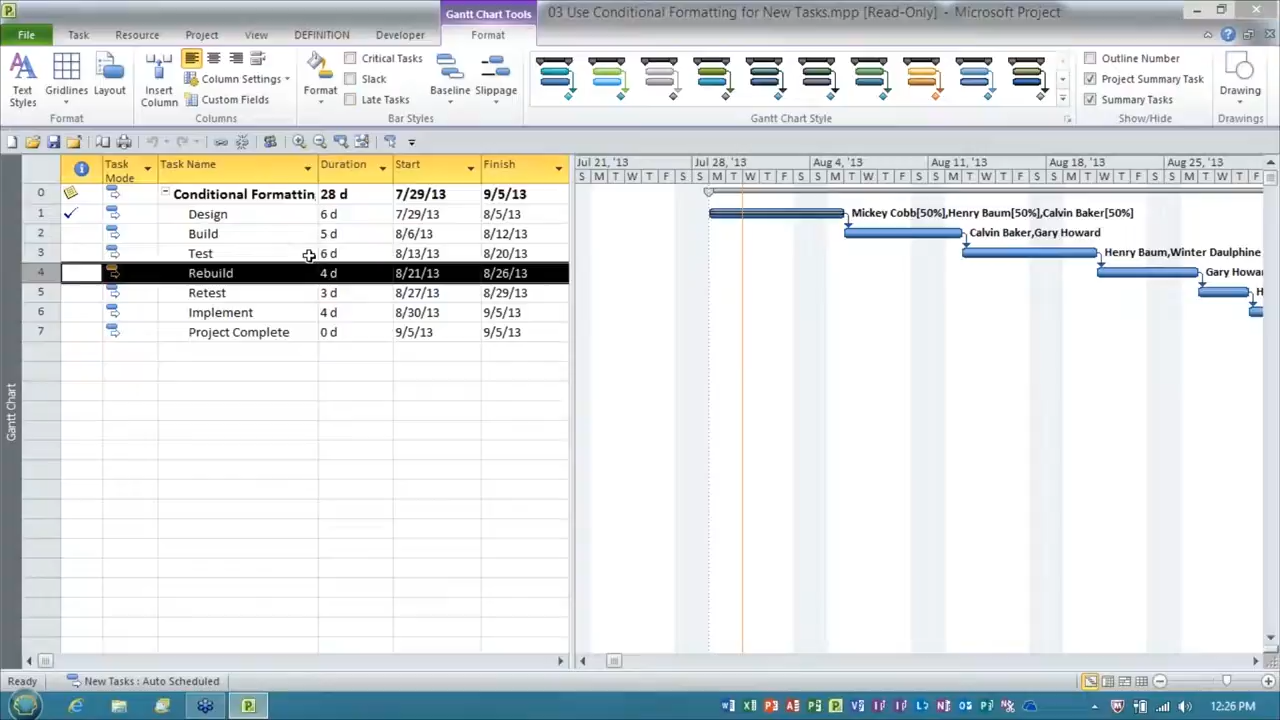 Gantt Chart Tools
03 Use Conditional Formatting for New Tasks.mpp [Read-Only] - Microsoft Project
File Task Resource Project View DEFINITION Developer Format
Text Styles
Gridlines
Layout
Format
Insert Column
Column Settings
Custom Fields
Columns
Format
Critical Tasks
Slack
Late Tasks
Baseline
Slippage
Bar Styles
Gantt Chart Style
Outline Number
Project Summary Task
Summary Tasks
Show/Hide
Drawing
Drawings
Task Mode Task Name Duration Start Finish
Jul 21, '13 Jul 28, '13 Aug 4, '13 Aug 11, '13 Aug 18, '13 Aug 25, '13
S M T W T F S S M T W T F S S M T W T F S S M T W T F S S M T W T F S S M T W T F
0 Conditional Formattin 28 d 7/29/13 9/5/13
1 Design 6 d 7/29/13 8/5/13 Mickey Cobb[50%],Henry Baum[50%],Calvin Baker[50%]
2 Build 5 d 8/6/13 8/12/13 Calvin Baker,Gary Howard
3 Test 6 d 8/13/13 8/20/13 Henry Baum,Winter Daulphine
4 Rebuild 4 d 8/21/13 8/26/13 Gary Howar
5 Retest 3 d 8/27/13 8/29/13 H
6 Implement 4 d 8/30/13 9/5/13
7 Project Complete 0 d 9/5/13 9/5/13
Gantt Chart
Ready New Tasks : Auto Scheduled
12:26 PM